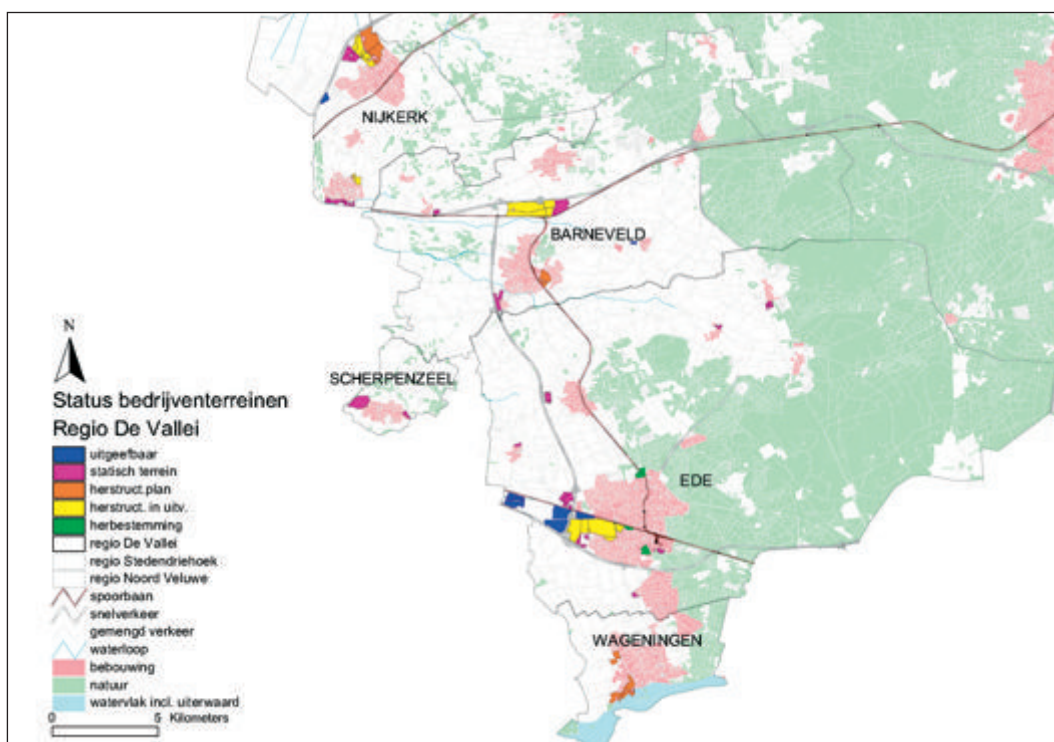 NIJKERK
BARNEVELD
SCHERPENZEEL
EDE
WAGENINGEN
N
Status bedrijventerreinen
Regio De Vallei
uitgeefbaar
statisch terrein
herstruct.plan
herstruct. in uitv.
herbestemming
regio De Vallei
regio Stedendriehoek
regio Noord Veluwe
spoorbaan
snelverkeer
gemengd verkeer
waterloop
bebouwing
natuur
watervlak incl. uiterwaard
0 5 Kilometers